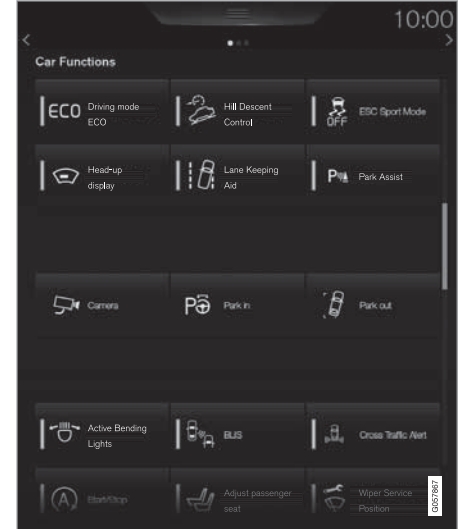 10:00
Car Functions
ECO Driving mode ECO
Hill Descent Control
OFF ESC Sport Mode
Head-up display
Lane Keeping Aid
P Park Assist
Camera
P Park in
Park out
Active Bending Lights
BLIS
Cross Traffic Alert
A Start/Stop
Adjust passenger seat
Wiper Service Position
G057867